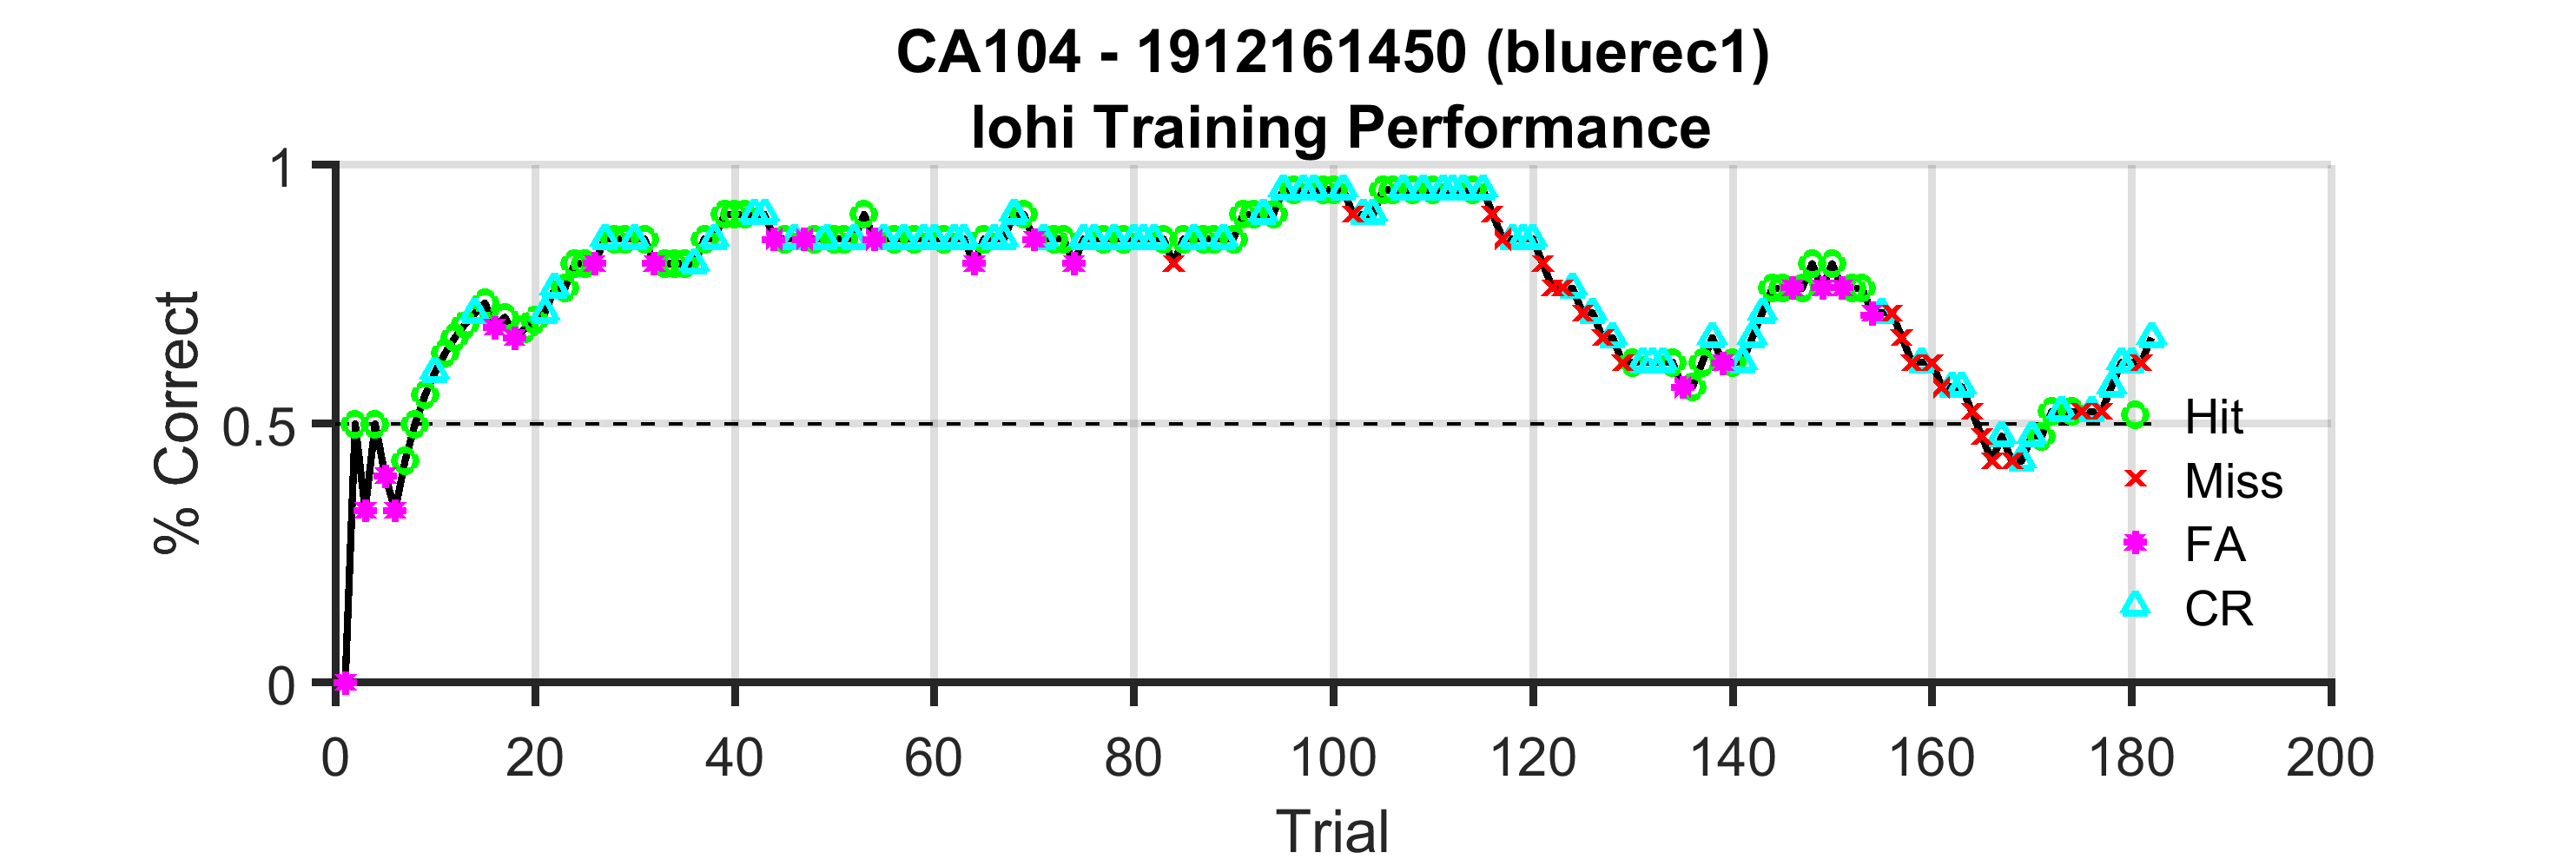 CA104 - 1912161450 (bluerec1)
lohi Training Performance
% Correct
1
0.5
0
0 20 40 60 80 100 120 140 160 180 200
Trial
Hit
Miss
FA
CR